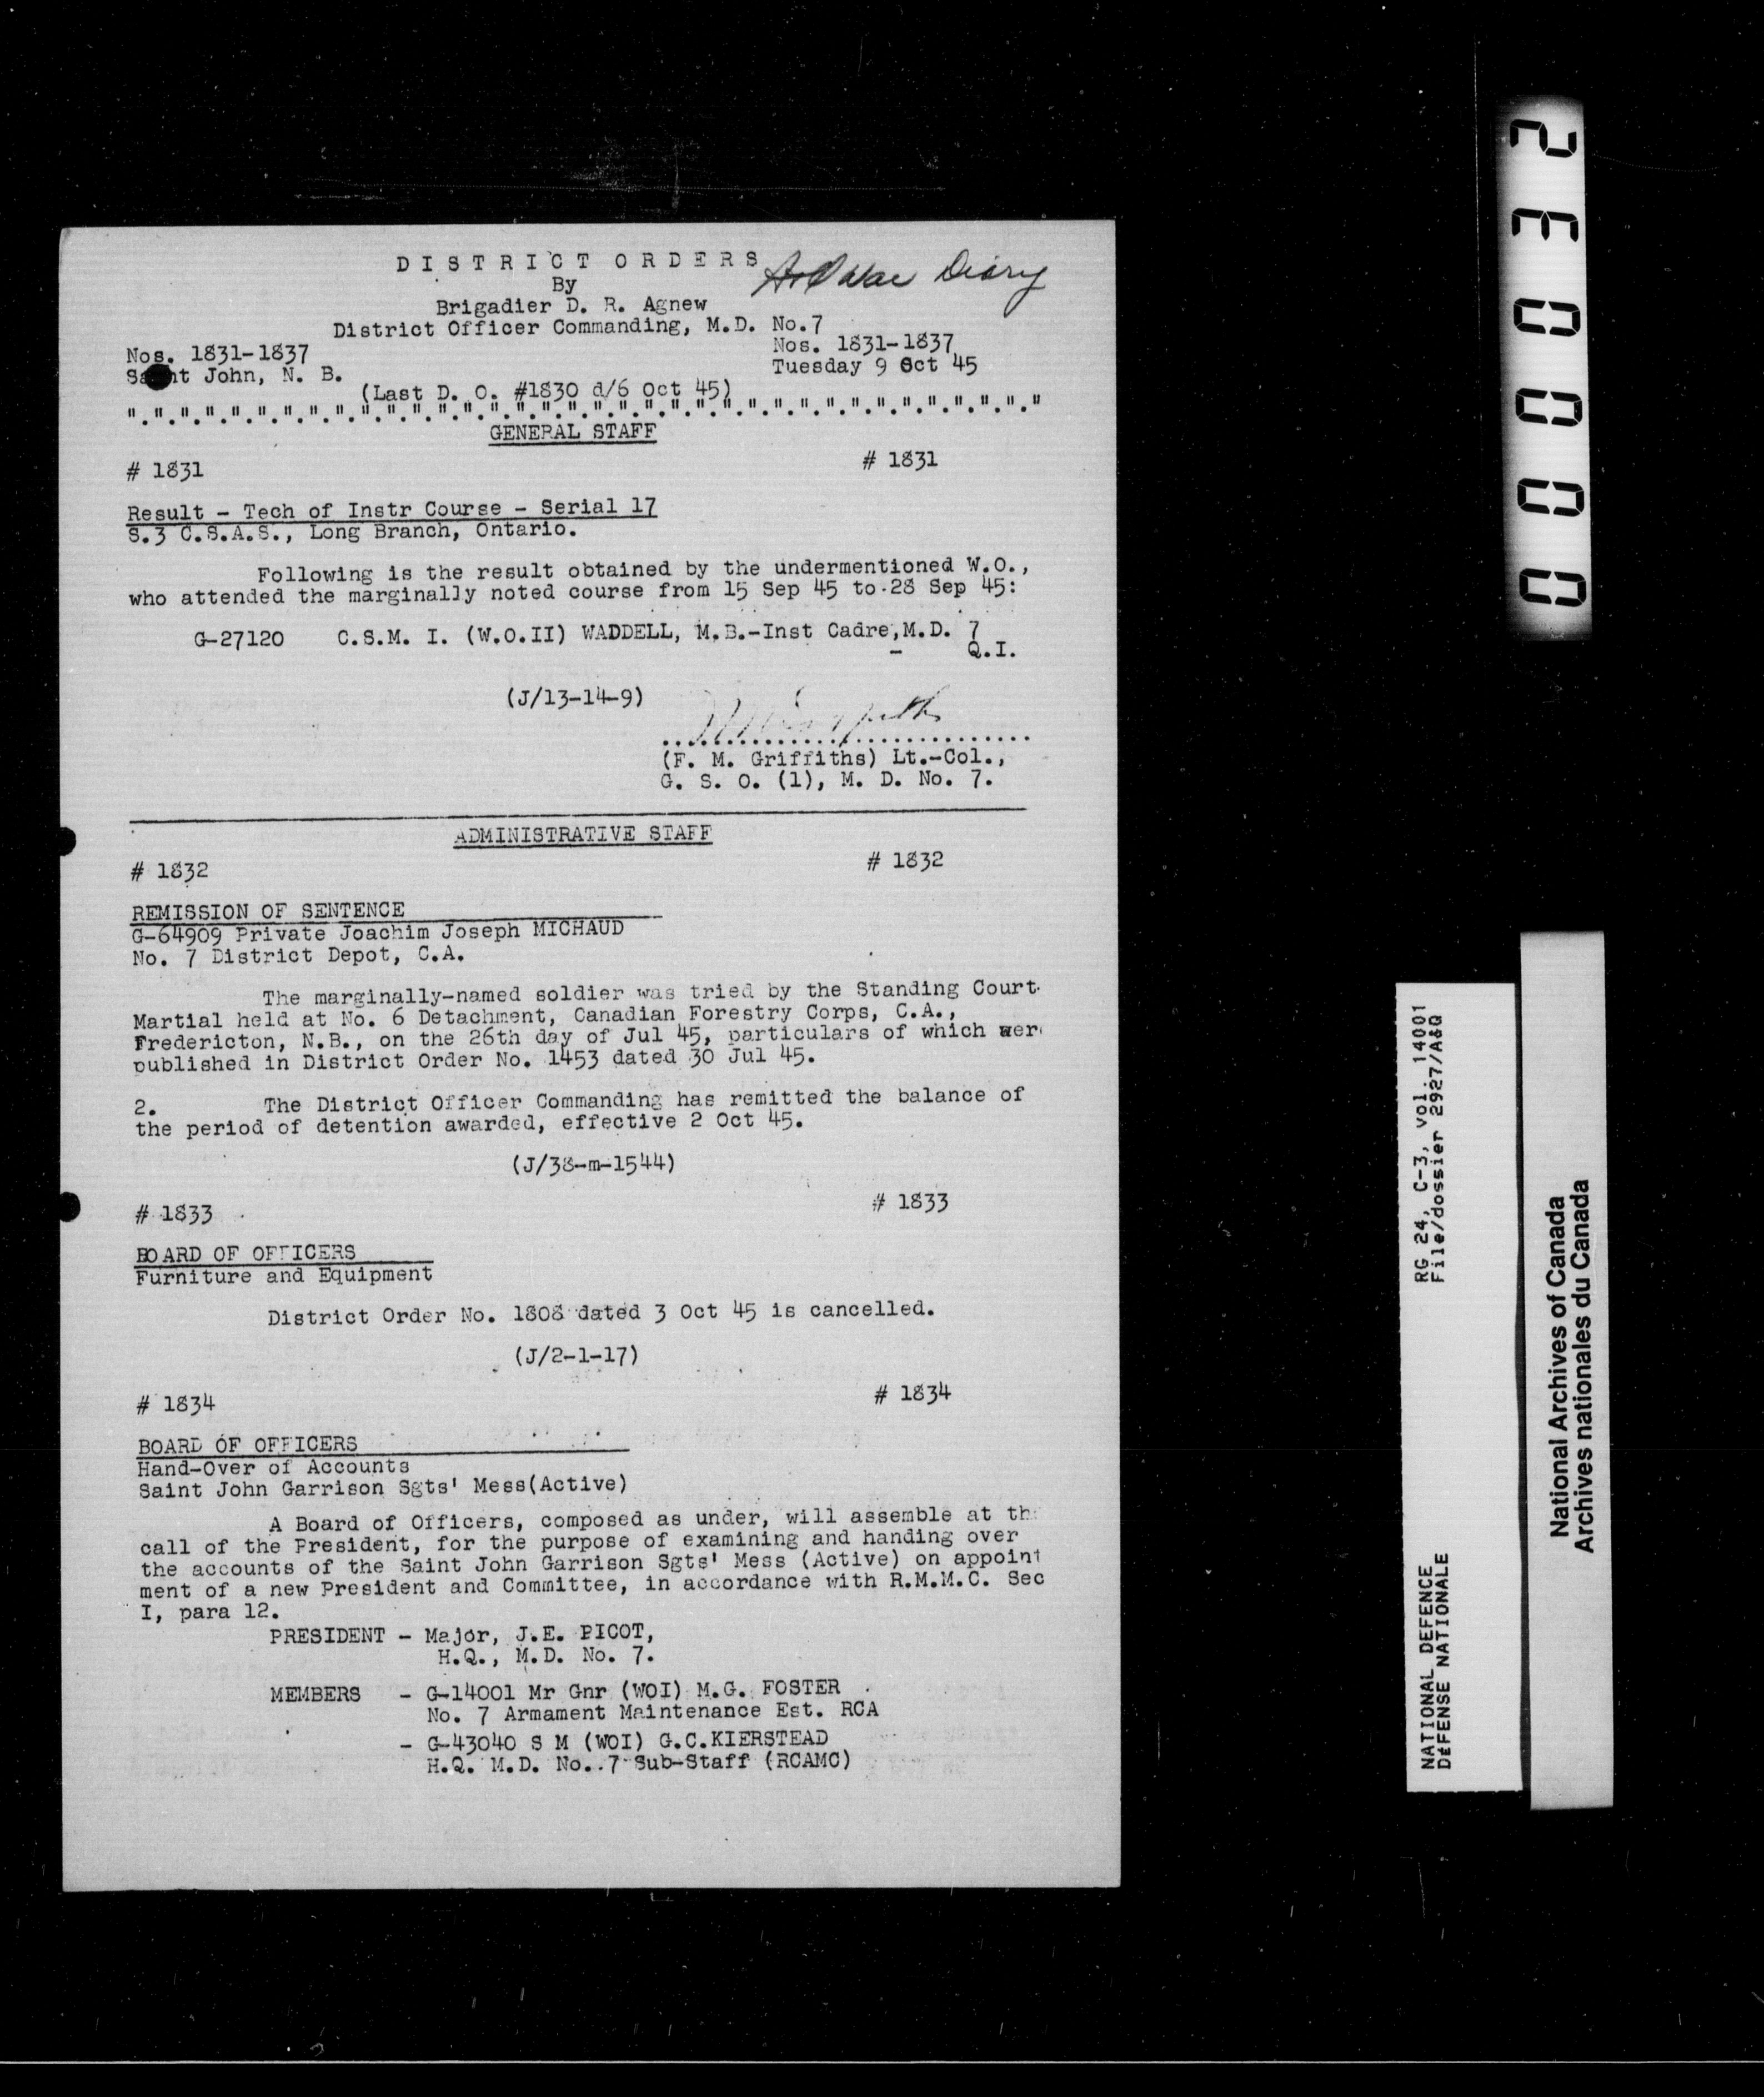 DISTRICT ORDERS
War Diary
By
Brigadier D. R. Agnew
District Officer Commanding, M.D. No.7
Nos. 1831-1837 Nos. 1831-1837
Saint John, N. B. Tuesday 9 Oct 45
(Last D. O. #1830 d/6 Oct 45)
".".".".".".".".".".".".".".".".".".".".".".".".".".".".".".".".".".".".
GENERAL STAFF
# 1831 # 1831
Result - Tech of Instr Course - Serial 17
S.3 C.S.A.S., Long Branch, Ontario.
Following is the result obtained by the undermentioned W.O.,
who attended the marginally noted course from 15 Sep 45 to 28 Sep 45:
G-27120 C.S.M. I. (W.O.II) WADDELL, M.B.-Inst Cadre, M.D. 7
- Q.I.
(J/13-14-9)
(F. M. Griffiths) Lt.-Col.,
G. S. O. (1), M. D. No. 7.
ADMINISTRATIVE STAFF
# 1832 # 1832
REMISSION OF SENTENCE
G-64909 Private Joachim Joseph MICHAUD
No. 7 District Depot, C.A.
The marginally-named soldier was tried by the Standing Court
Martial held at No. 6 Detachment, Canadian Forestry Corps, C.A.,
Fredericton, N.B., on the 26th day of Jul 45, particulars of which wer
published in District Order No. 1453 dated 30 Jul 45.
2. The District Officer Commanding has remitted the balance of
the period of detention awarded, effective 2 Oct 45.
(J/38-m-1544)
# 1833 # 1833
BOARD OF OFFICERS
Furniture and Equipment
District Order No. 1808 dated 3 Oct 45 is cancelled.
(J/2-1-17)
# 1834 # 1834
BOARD OF OFFICERS
Hand-Over of Accounts
Saint John Garrison Sgts' Mess(Active)
A Board of Officers, composed as under, will assemble at th
call of the President, for the purpose of examining and handing over
the accounts of the Saint John Garrison Sgts' Mess (Active) on appoint
ment of a new President and Committee, in accordance with R.M.M.C. Sec
I, para 12.
PRESIDENT - Major, J.E. PICOT,
H.Q., M.D. No. 7.
MEMBERS - G-14001 Mr Gnr (WOI) M.G. FOSTER
No. 7 Armament Maintenance Est. RCA
- G-43040 S M (WOI) G.C.KIERSTEAD
H.Q. M.D. No. 7 Sub-Staff (RCAMC)
000032
NATIONAL DEFENCE RG 24, C-3, vol. 14001
DéFENSE NATIONALE File/dossier 2927/A&Q
National Archives of Canada
Archives nationales du Canada